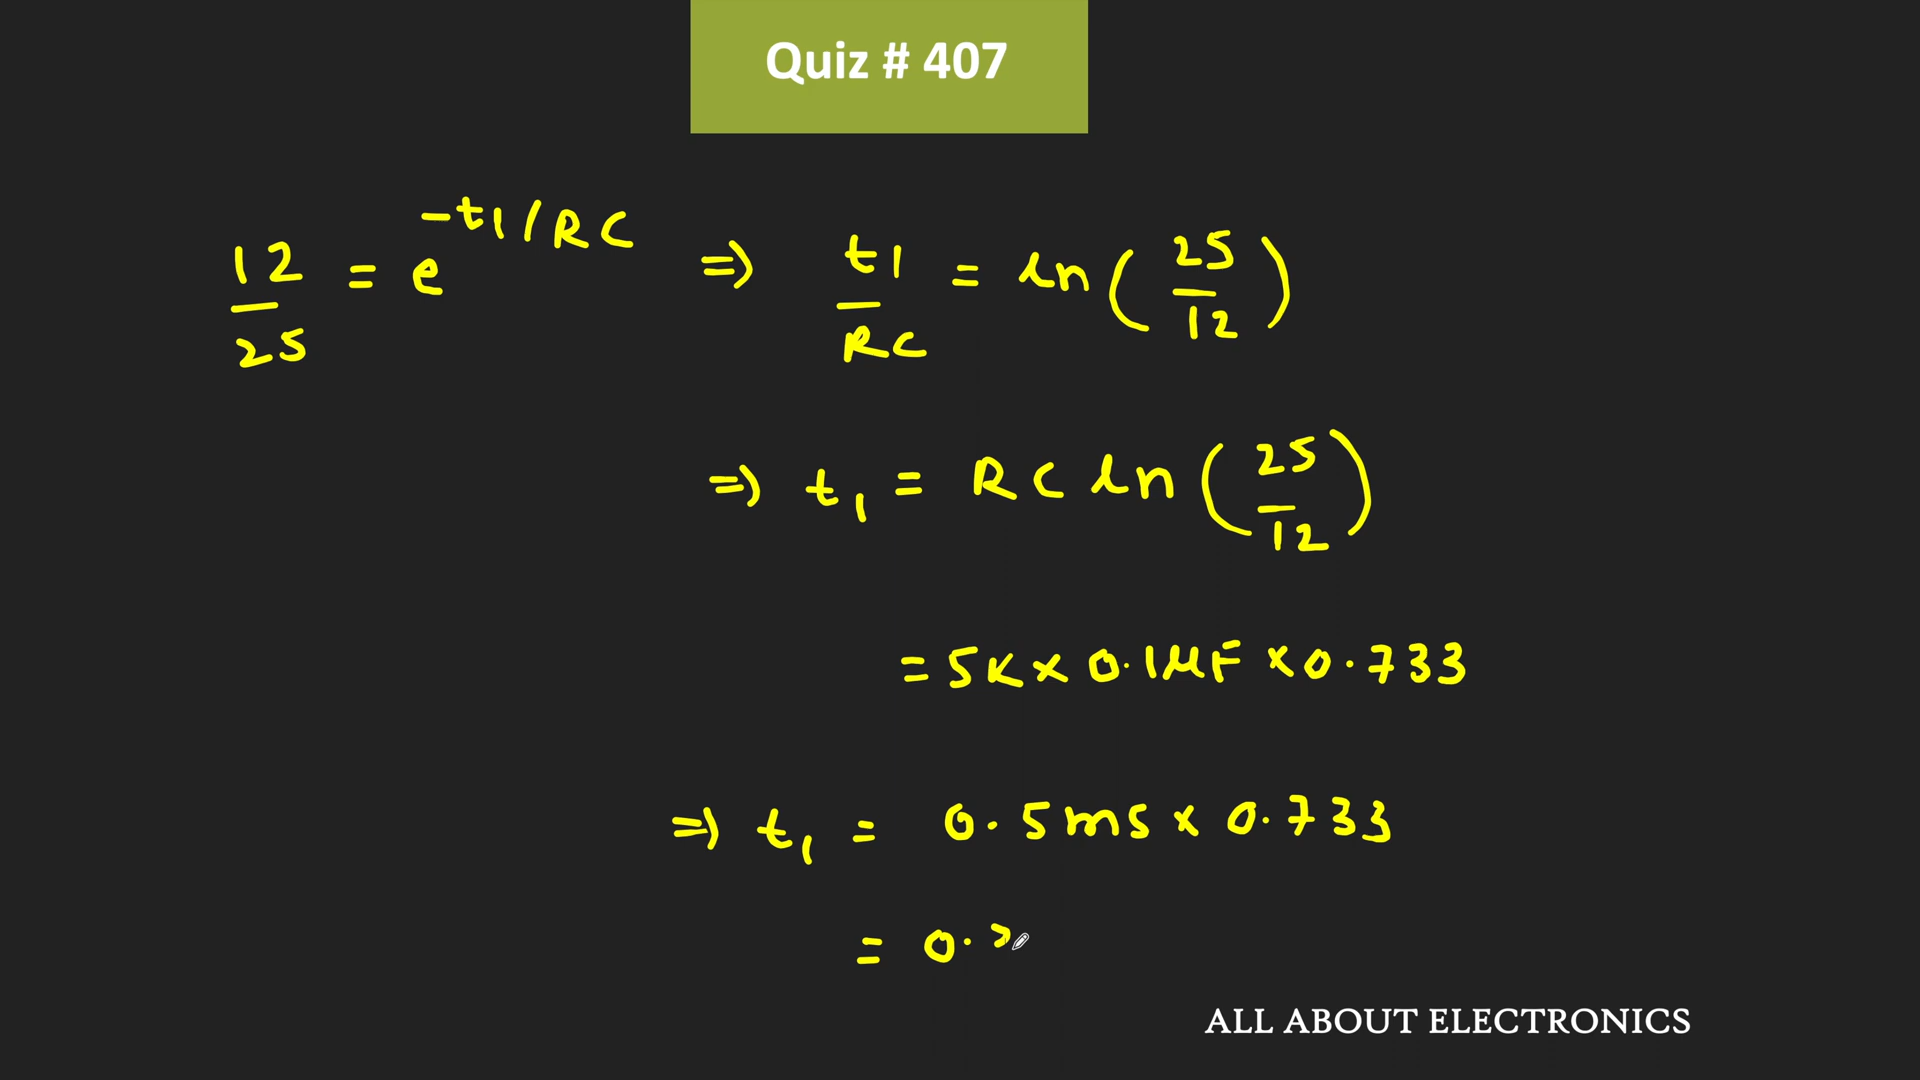 Quiz # 407
12/25 = e^(-t1/RC) => t1/RC = ln(25/12)
=> t1 = RC ln(25/12)
= 5K x 0.1μF x 0.733
=> t1 = 0.5ms x 0.733
= 0.
ALL ABOUT ELECTRONICS